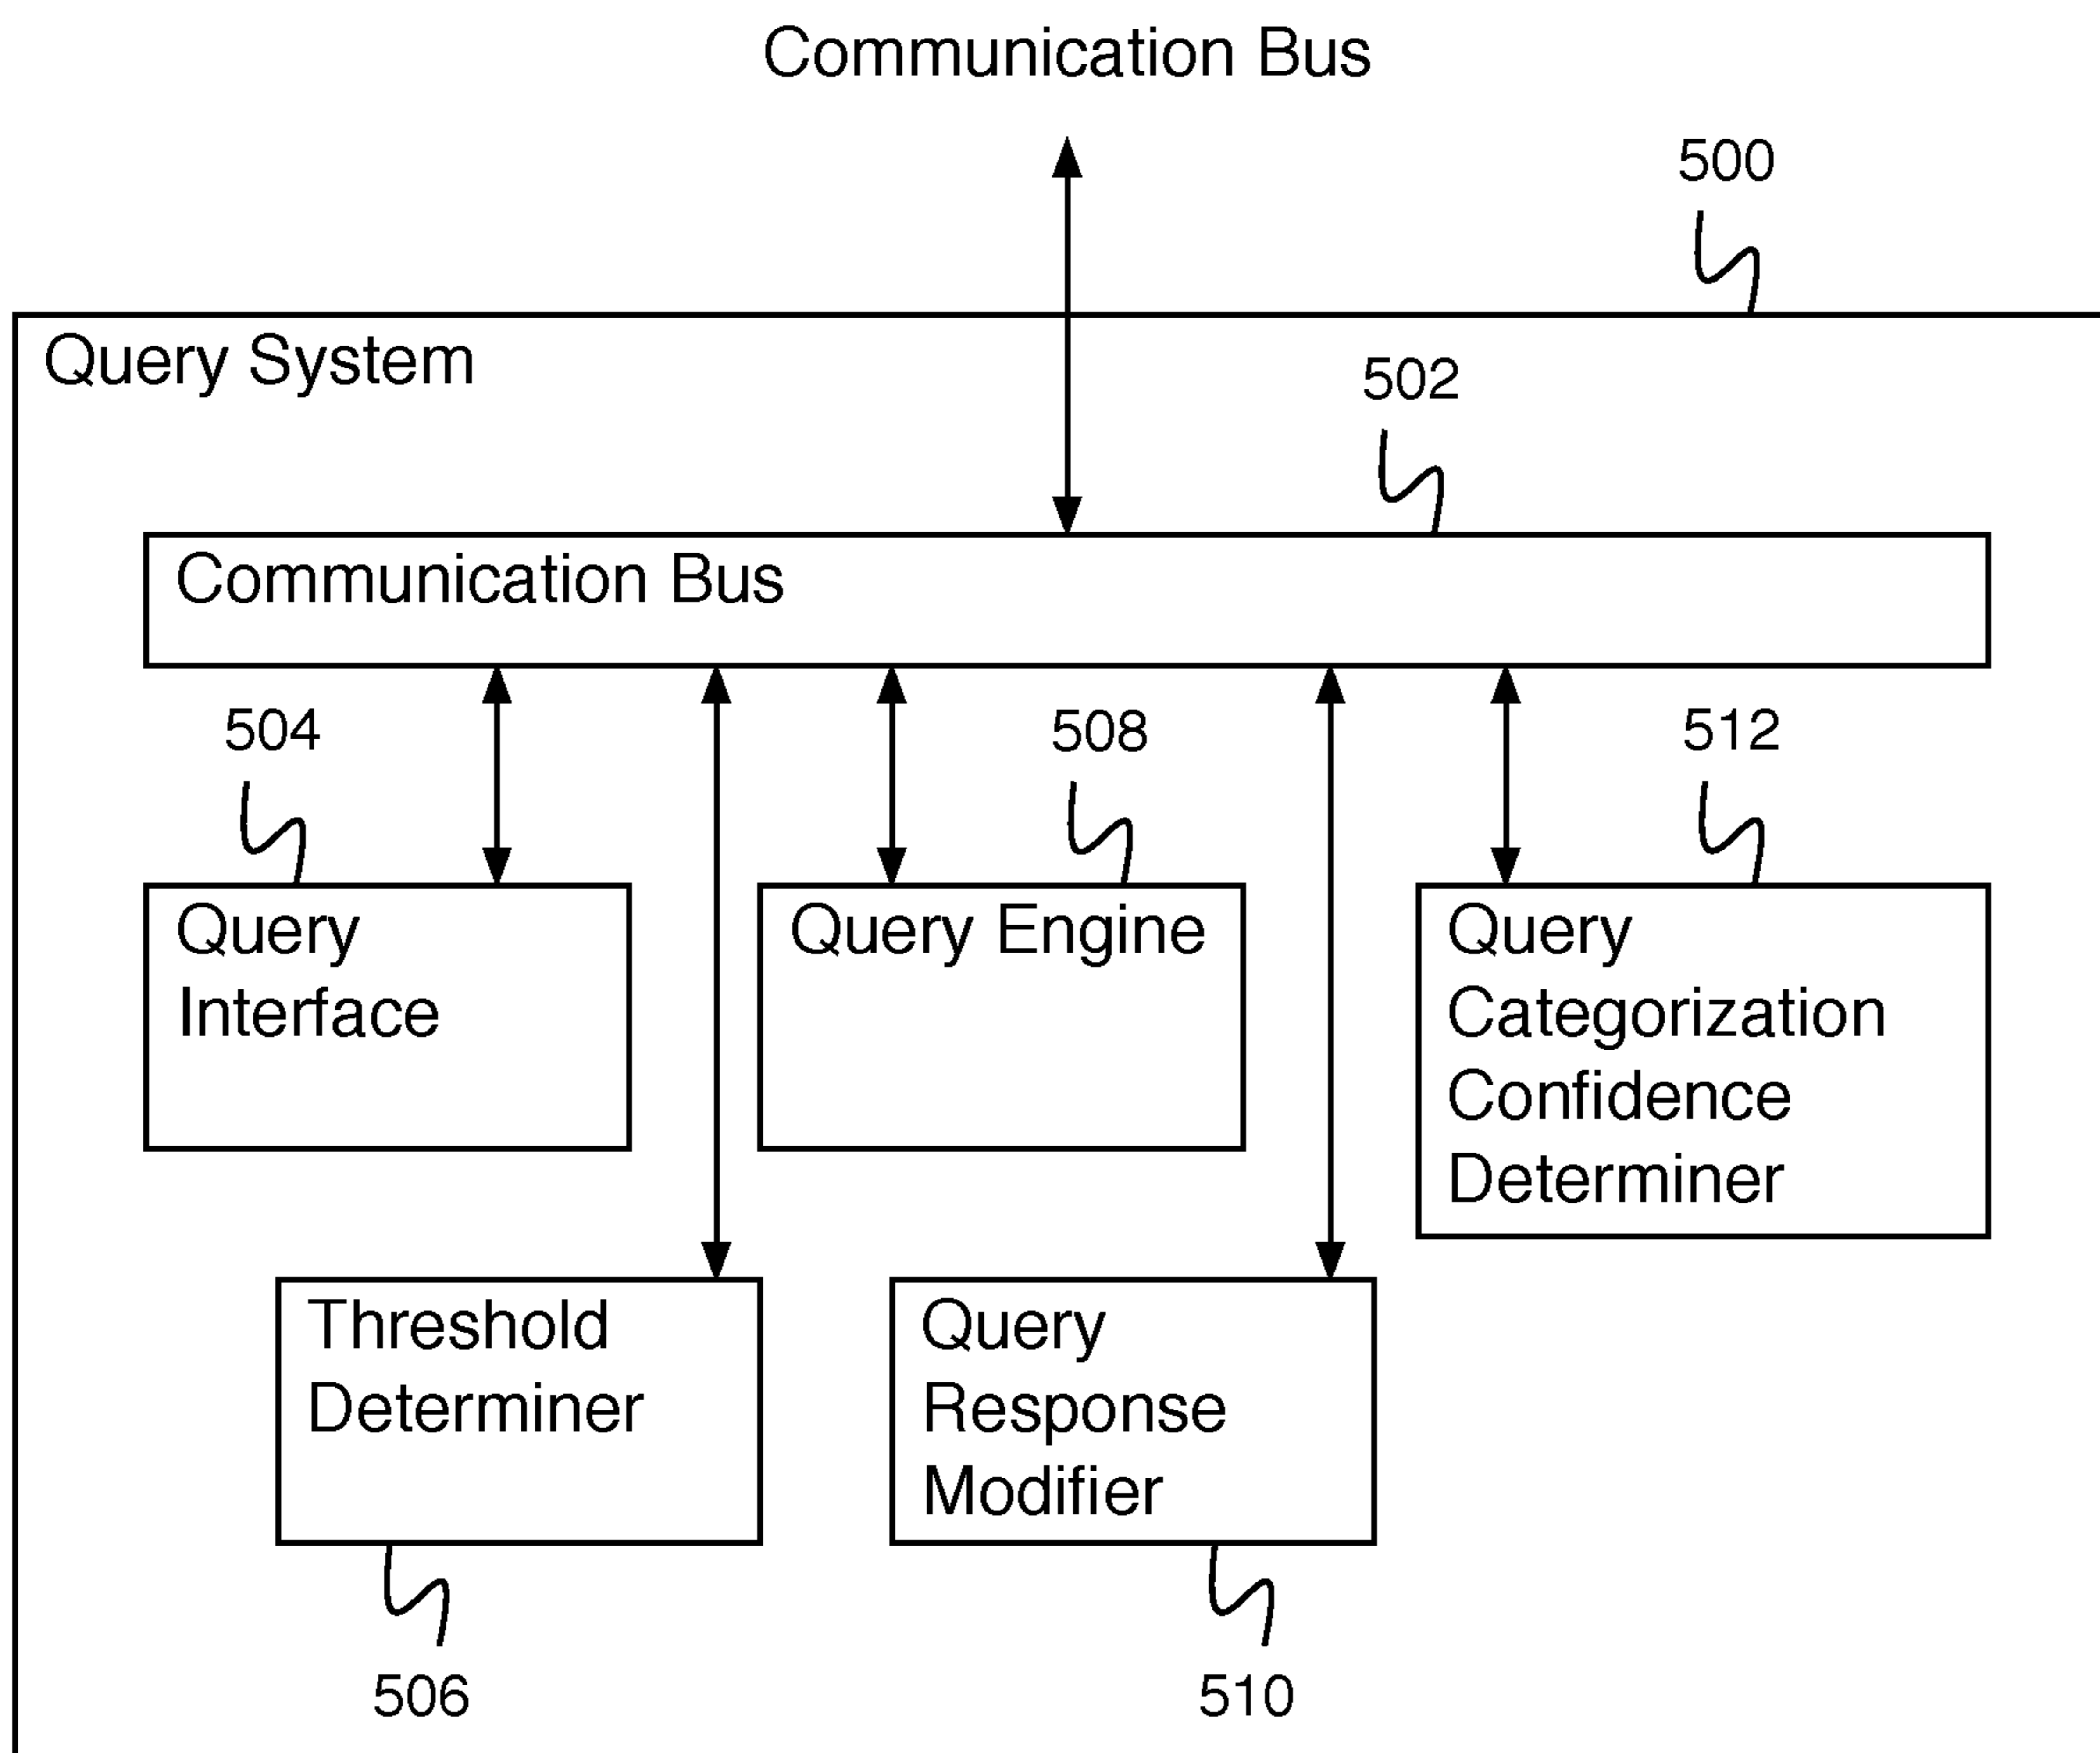 Communication Bus
500
Query System
502
Communication Bus
504
508
512
Query
Interface
Query Engine
Query
Categorization
Confidence
Determiner
Threshold
Determiner
Query
Response
Modifier
506
510